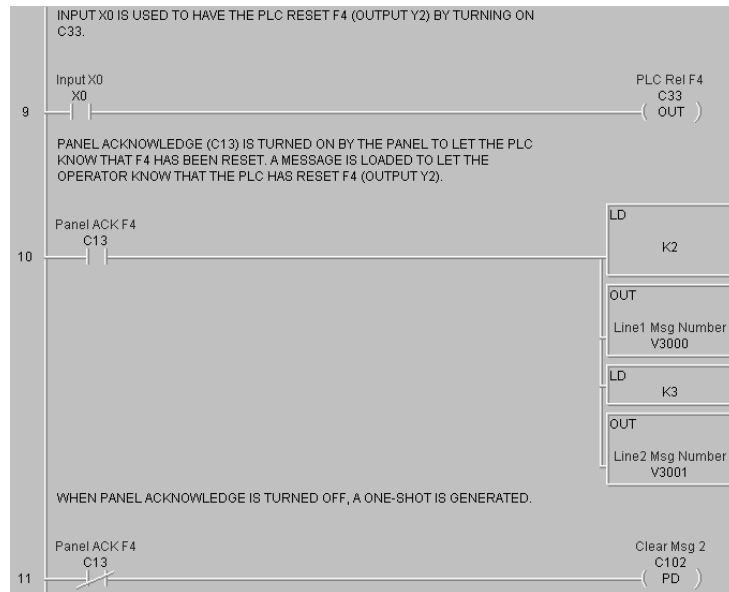 INPUT X0 IS USED TO HAVE THE PLC RESET F4 (OUTPUT Y2) BY TURNING ON
C33.
Input X0
X0
PLC Rel F4
C33
9
OUT
PANEL ACKNOWLEDGE (C13) IS TURNED ON BY THE PANEL TO LET THE PLC
KNOW THAT F4 HAS BEEN RESET. A MESSAGE IS LOADED TO LET THE
OPERATOR KNOW THAT THE PLC HAS RESET F4 (OUTPUT Y2).
Panel ACK F4
C13
10
LD
K2
OUT
Line1 Msg Number
V3000
LD
K3
OUT
Line2 Msg Number
V3001
WHEN PANEL ACKNOWLEDGE IS TURNED OFF, A ONE-SHOT IS GENERATED.
Panel ACK F4
C13
Clear Msg 2
C102
11
PD